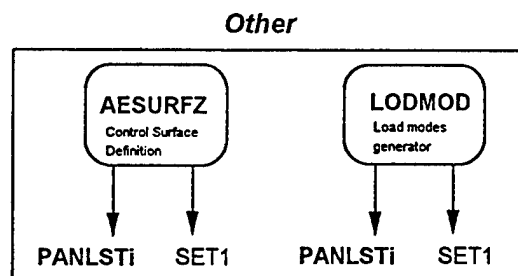 Other
AESURFZ
Control Surface
Definition
LODMOD
Load modes
generator
PANLSTi SET1 PANLSTi SET1